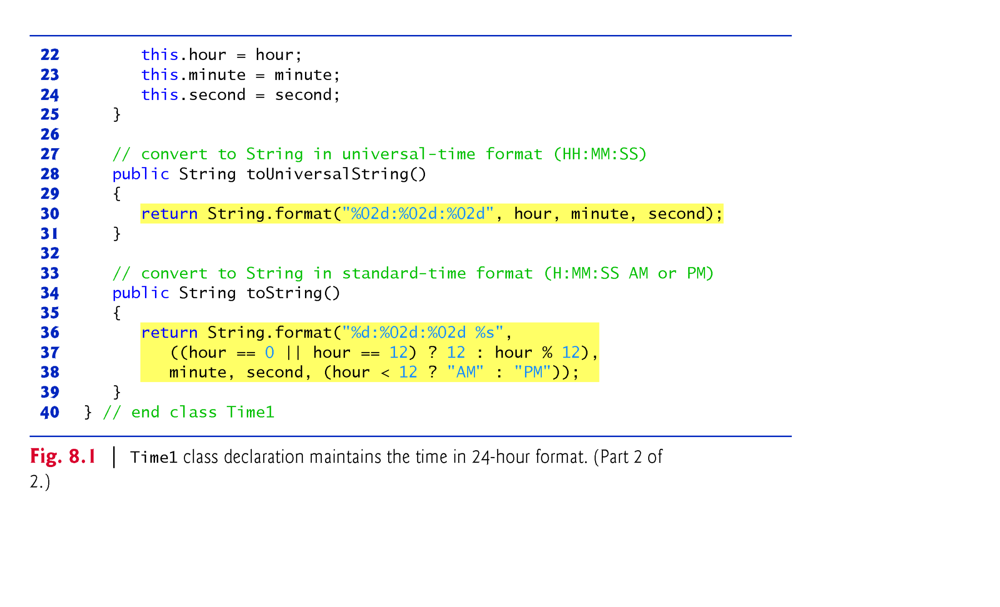 22 this.hour = hour;
23 this.minute = minute;
24 this.second = second;
25 }
26
27 // convert to String in universal-time format (HH:MM:SS)
28 public String toUniversalString()
29 {
30 return String.format("%02d:%02d:%02d", hour, minute, second);
31 }
32
33 // convert to String in standard-time format (H:MM:SS AM or PM)
34 public String toString()
35 {
36 return String.format("%d:%02d:%02d %s",
37 ((hour == 0 || hour == 12) ? 12 : hour % 12),
38 minute, second, (hour < 12 ? "AM" : "PM"));
39 }
40 } // end class Time1
Fig. 8.1 | Time1 class declaration maintains the time in 24-hour format. (Part 2 of
2.)